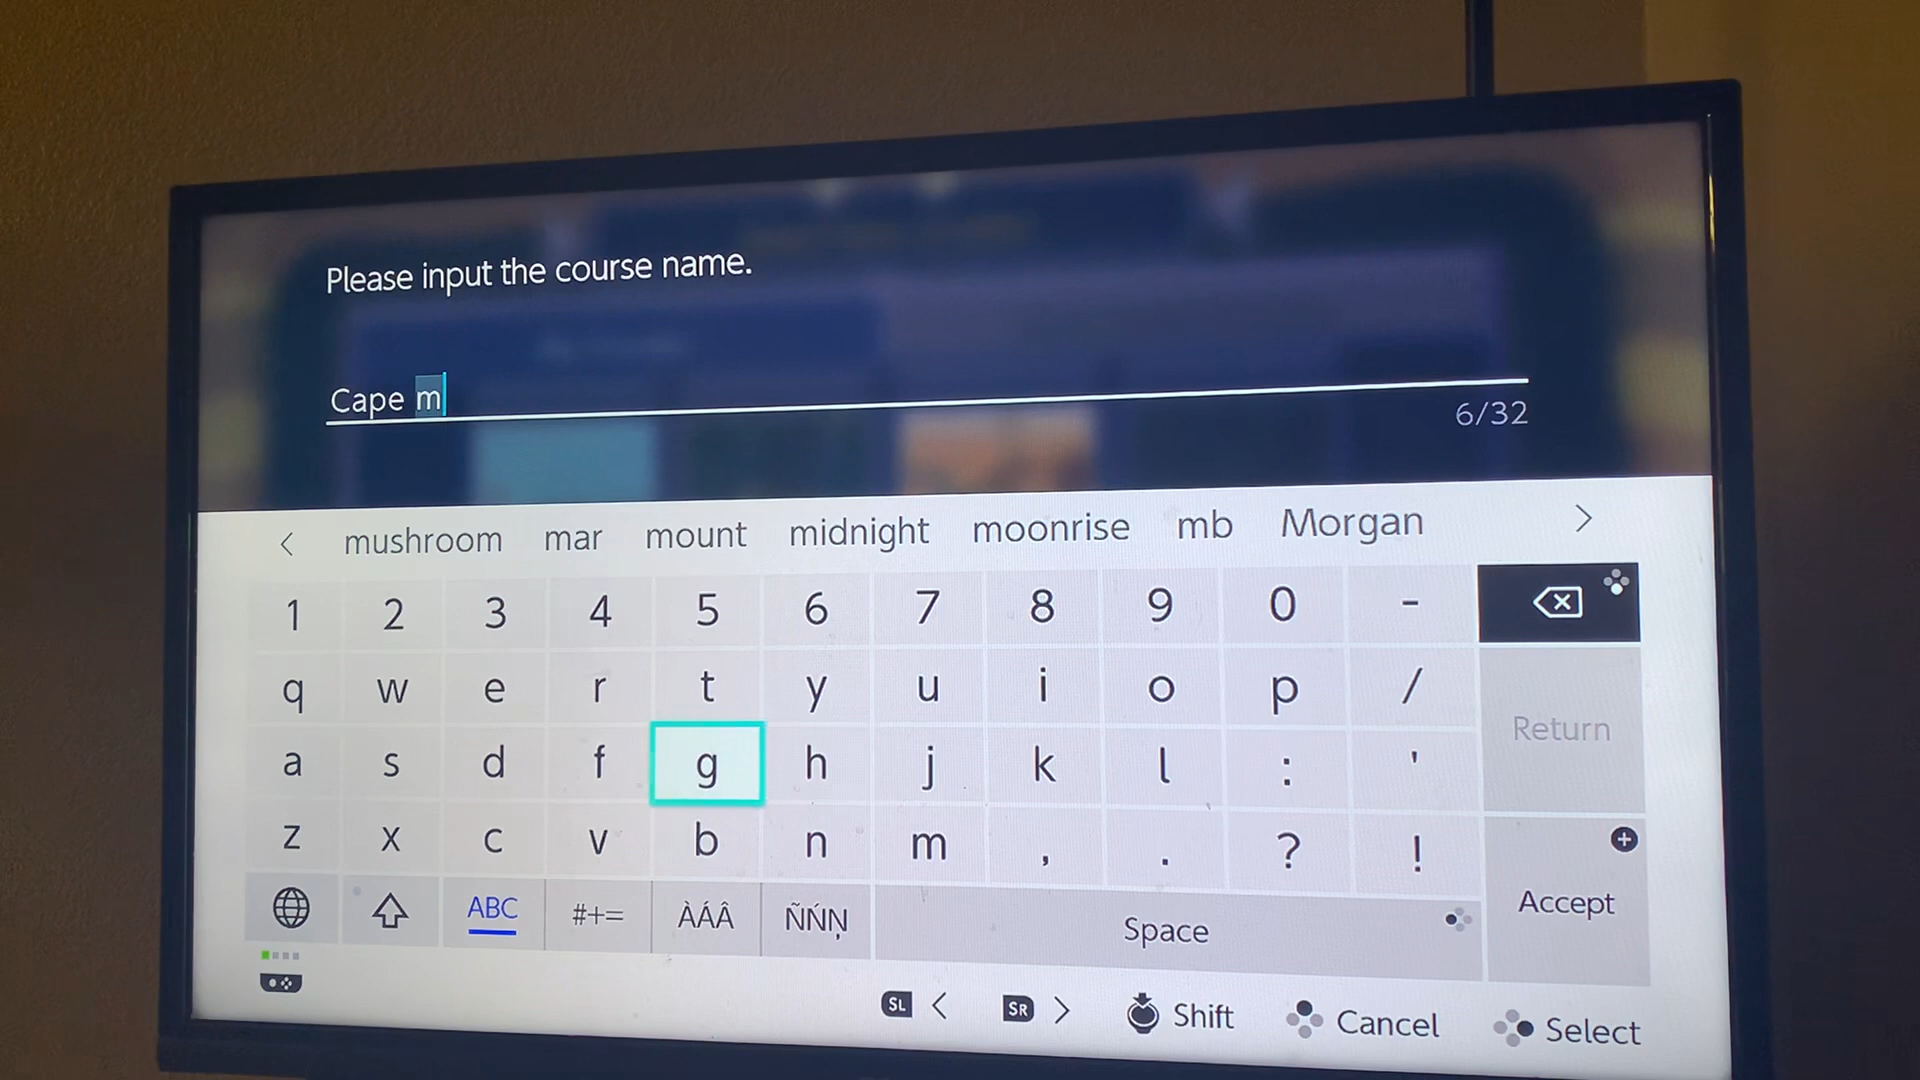 Please input the course name.
Cape m
6/32
< mushroom mar mount midnight moonrise mb Morgan >
1 2 3 4 5 6 7 8 9 0 -
q w e r t y u i o p /
Return
a s d f g h j k l : '
z x c v b n m , . ? !
+
Accept
ABC #+= ÀÁÂ ÑŃŅ Space
SL < SR > Shift Cancel Select